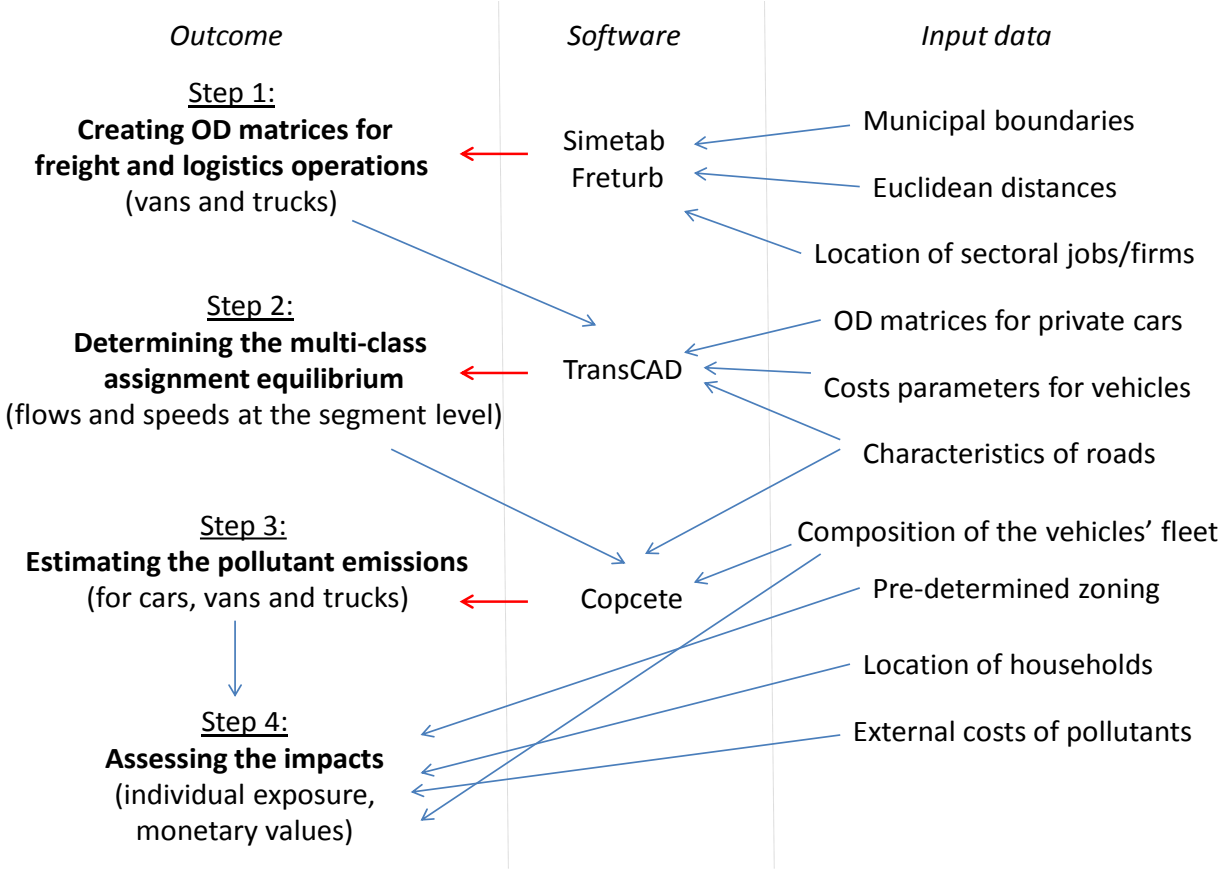 Outcome
Software
Input data
Step 1:
Creating OD matrices for
freight and logistics operations
(vans and trucks)
Simetab
Freturb
Municipal boundaries
Euclidean distances
Location of sectoral jobs/firms
Step 2:
Determining the multi-class
assignment equilibrium
(flows and speeds at the segment level)
TransCAD
OD matrices for private cars
Costs parameters for vehicles
Characteristics of roads
Step 3:
Estimating the pollutant emissions
(for cars, vans and trucks)
Copcete
Composition of the vehicles’ fleet
Pre-determined zoning
Location of households
External costs of pollutants
Step 4:
Assessing the impacts
(individual exposure,
monetary values)